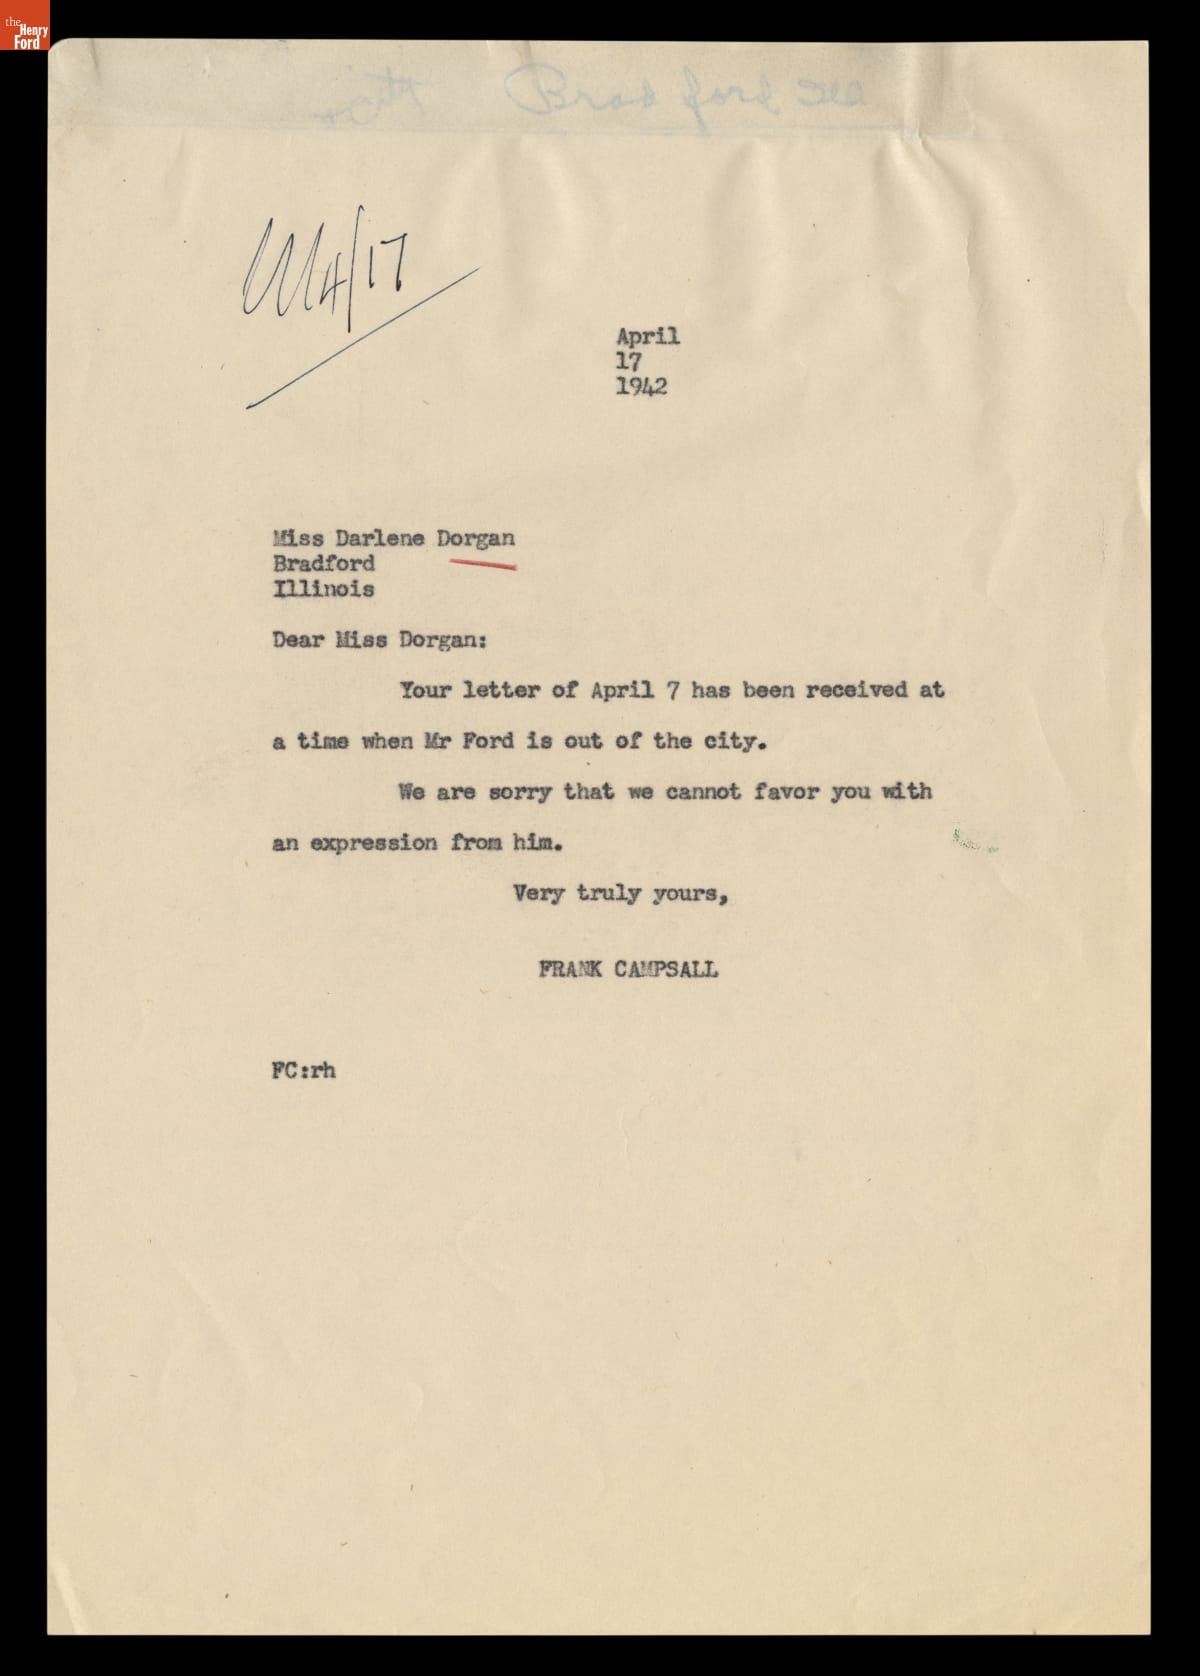 the
Henry
Ford
Bradford
4/17
April
17
1942
Miss Darlene Dorgan
Bradford
Illinois
Dear Miss Dorgan:
Your letter of April 7 has been received at
a time when Mr Ford is out of the city.
We are sorry that we cannot favor you with
an expression from him.
Very truly yours,
FRANK CAMPSALL
FC:rh